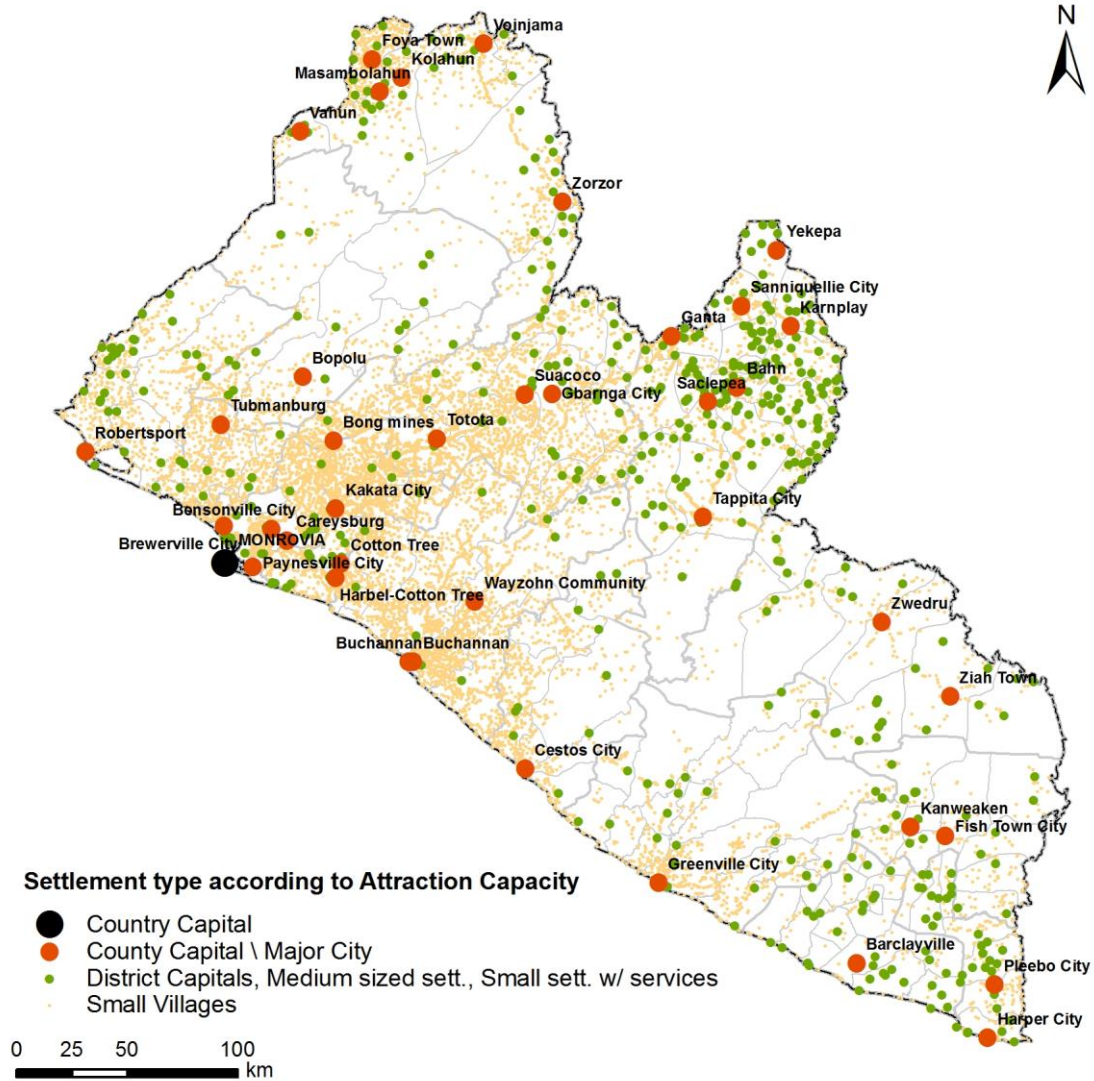 N
Voinjama
Foya Town
Kolahun
Masambolahun
Vahun
Zorzor
Yekepa
Sanniquellie City
Karnplay
Ganta
Bahn
Saclepea
Suacoco
Gbarnga City
Bopolu
Tubmanburg
Bong mines
Totota
Robertsport
Kakata City
Tappita City
Bensonville City
Careysburg
Brewerville City
MONROVIA
Cotton Tree
Paynesville City
Harbel-Cotton Tree
Wayzohn Community
Zwedru
Buchannan
Buchannan
Ziah Town
Cestos City
Kanweaken
Fish Town City
Greenville City
Barclayville
Pleebo City
Harper City
Settlement type according to Attraction Capacity
Country Capital
County Capital \ Major City
District Capitals, Medium sized sett., Small sett. w/ services
Small Villages
0 25 50 100
km